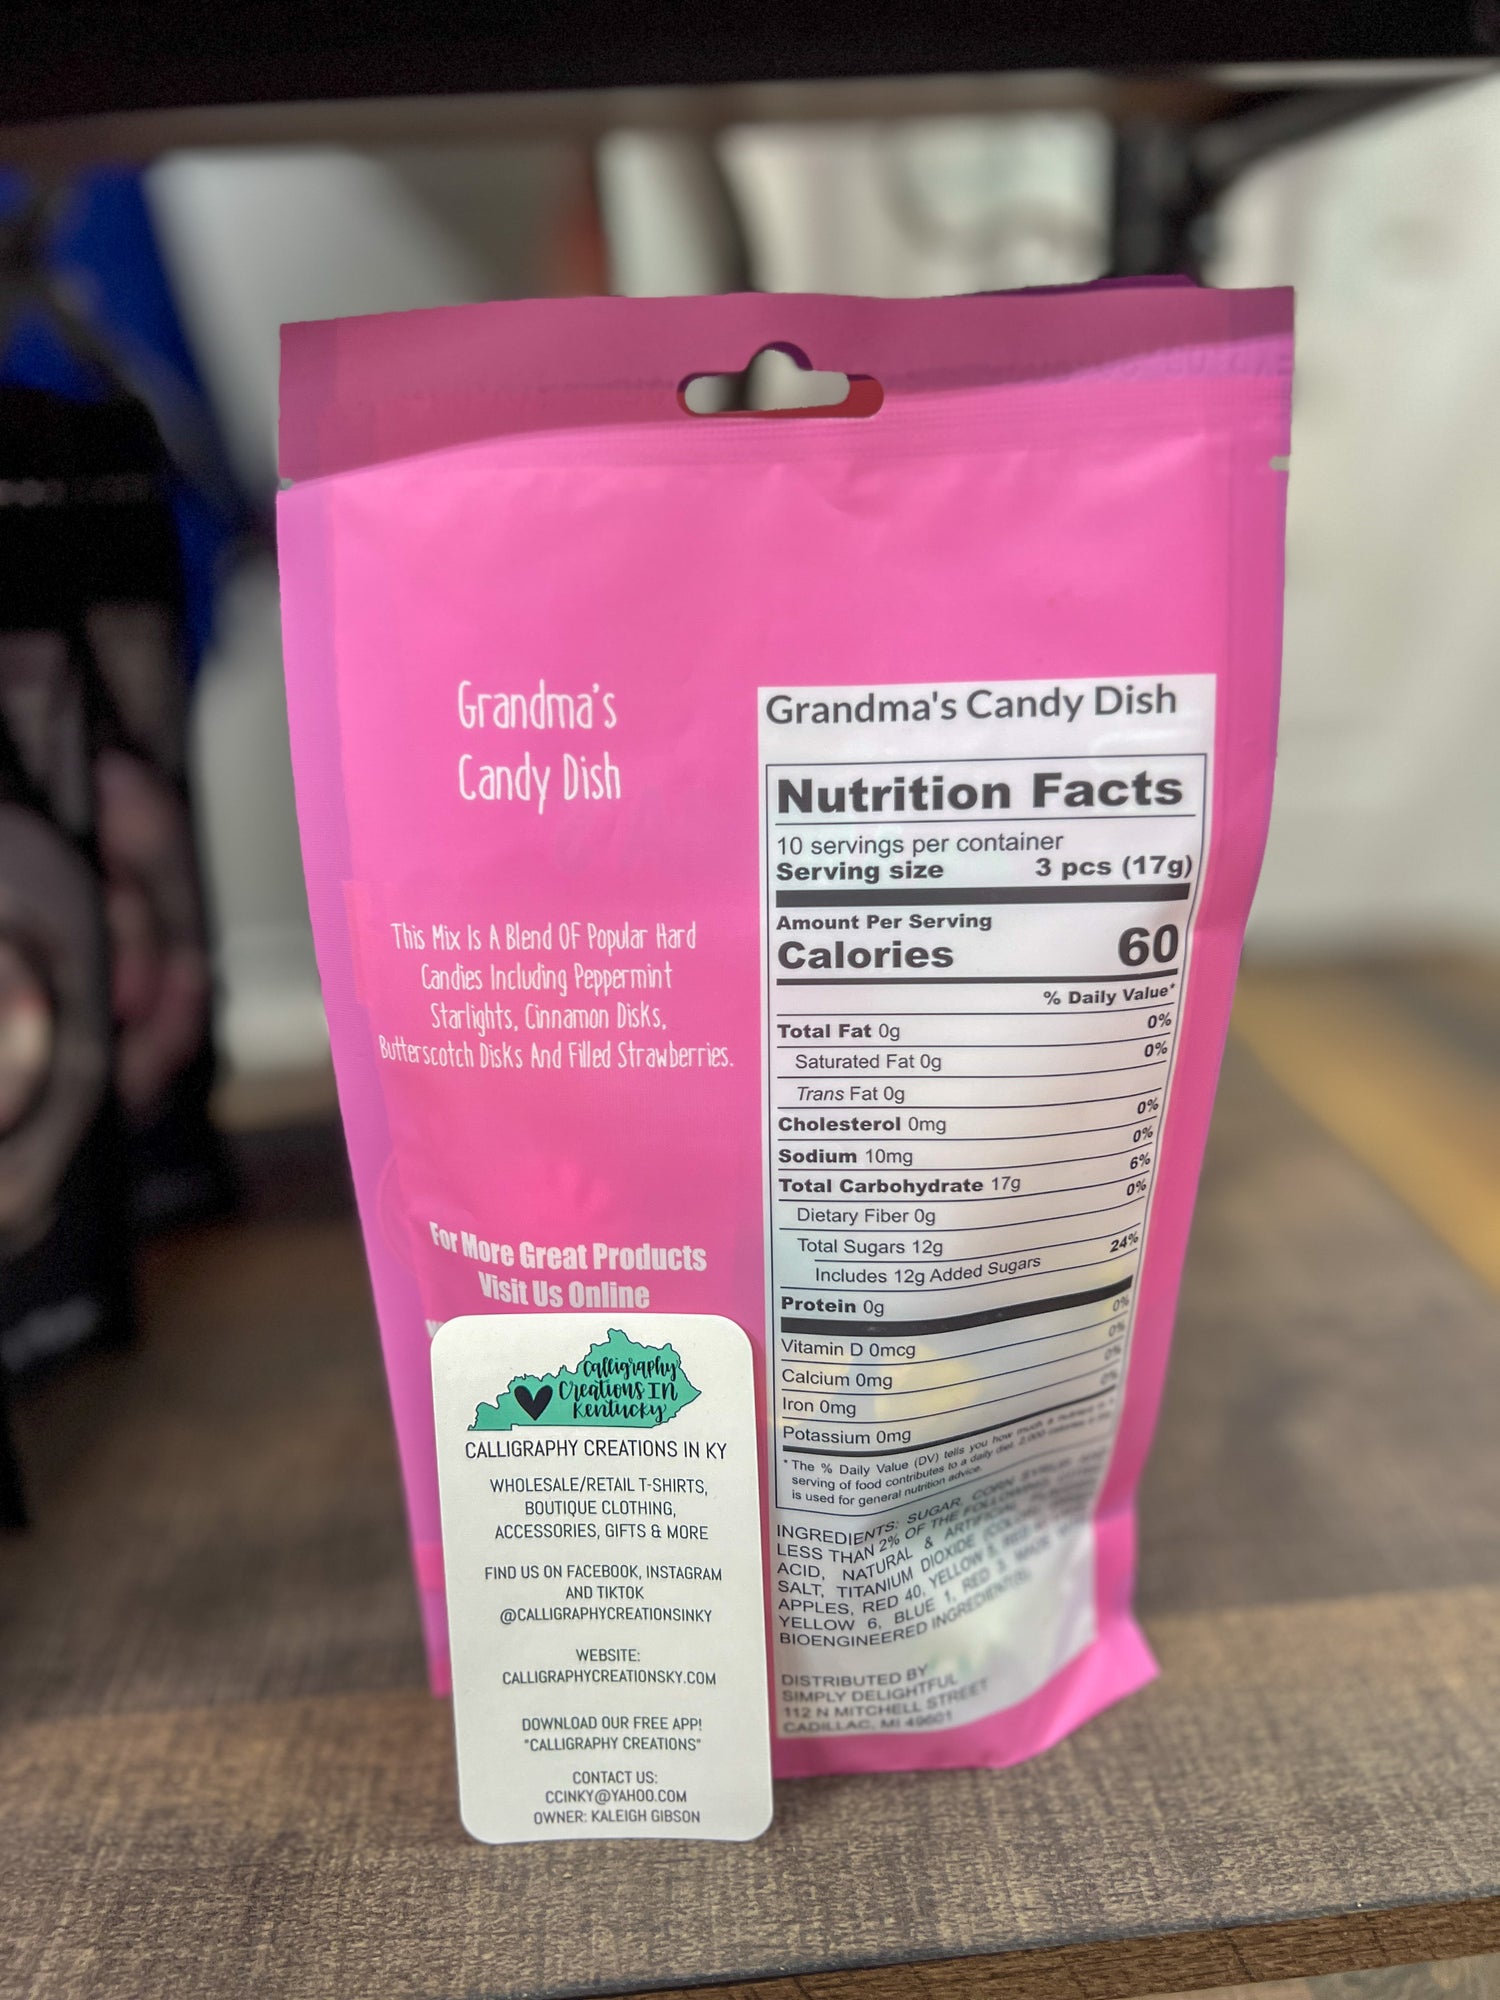 Grandma's
Candy Dish
This Mix Is A Blend Of Popular Hard
Candies Including Peppermint
Starlights, Cinnamon Disks,
Butterscotch Disks And Filled Strawberries.
For More Great Products
Visit Us Online
Calligraphy
Creations IN
Kentucky
CALLIGRAPHY CREATIONS IN KY
WHOLESALE/RETAIL T-SHIRTS,
BOUTIQUE CLOTHING,
ACCESSORIES, GIFTS & MORE
FIND US ON FACEBOOK, INSTAGRAM
AND TIKTOK
@CALLIGRAPHYCREATIONSINKY
WEBSITE:
CALLIGRAPHYCREATIONSKY.COM
DOWNLOAD OUR FREE APP!
"CALLIGRAPHY CREATIONS"
CONTACT US:
CCINKY@YAHOO.COM
OWNER: KALEIGH GIBSON
Grandma's Candy Dish
Nutrition Facts
10 servings per container
Serving size 3 pcs (17g)
Amount Per Serving
Calories 60
% Daily Value*
Total Fat 0g 0%
Saturated Fat 0g 0%
Trans Fat 0g
Cholesterol 0mg 0%
Sodium 10mg 0%
Total Carbohydrate 17g 6%
Dietary Fiber 0g 0%
Total Sugars 12g
Includes 12g Added Sugars 24%
Protein 0g
Vitamin D 0mcg 0%
Calcium 0mg 0%
Iron 0mg 0%
Potassium 0mg 0%
* The % Daily Value (DV) tells you how much a nutrient in a
serving of food contributes to a daily diet. 2,000 calories a day
is used for general nutrition advice.
INGREDIENTS: SUGAR, CORN SYRUP,
LESS THAN 2% OF THE FOLLOWING:
ACID, NATURAL & ARTIFICIAL
SALT, TITANIUM DIOXIDE
APPLES, RED 40, YELLOW 5,
YELLOW 6, BLUE 1, RED 3,
BIOENGINEERED INGREDIENT(S).
DISTRIBUTED BY
SIMPLY DELIGHTFUL
112 N MITCHELL STREET
CADILLAC, MI 49601